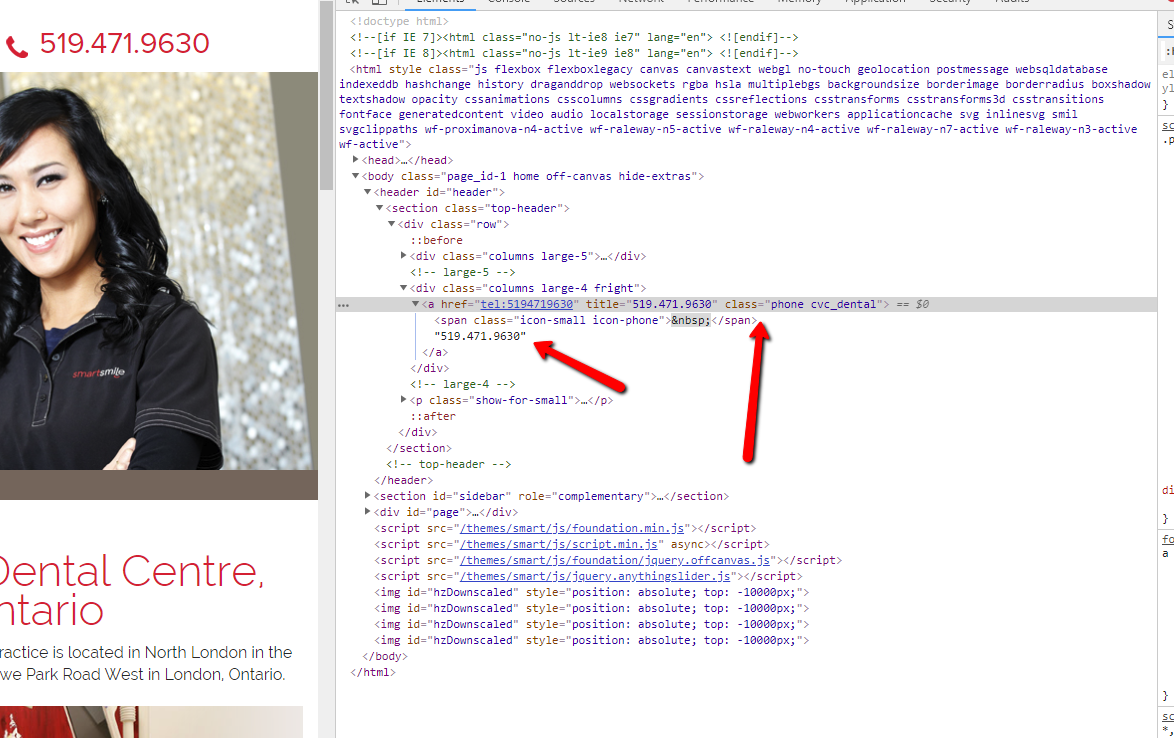 Elements Console Sources Network Performance Memory Application Security Audits
519.471.9630
smartsmile
Dental Centre,
ntario
ractice is located in North London in the
we Park Road West in London, Ontario.
<!doctype html>
<!--[if IE 7]><html class="no-js lt-ie8 ie7" lang="en"> <![endif]-->
<!--[if IE 8]><html class="no-js lt-ie9 ie8" lang="en"> <![endif]-->
<html style class="js flexbox flexboxlegacy canvas canvastext webgl no-touch geolocation postmessage websqldatabase
indexeddb hashchange history draganddrop websockets rgba hsla multiplebgs backgroundsize borderimage borderradius boxshadow
textshadow opacity cssanimations csscolumns cssgradients cssreflections csstransforms csstransforms3d csstransitions
fontface generatedcontent video audio localstorage sessionstorage webworkers applicationcache svg inlinesvg smil
svgclippaths wf-proximanova-n4-active wf-raleway-n5-active wf-raleway-n4-active wf-raleway-n7-active wf-raleway-n3-active
wf-active">
<head>…</head>
<body class="page_id-1 home off-canvas hide-extras">
<header id="header">
<section class="top-header">
<div class="row">
::before
<div class="columns large-5">…</div>
<!-- large-5 -->
<div class="columns large-4 fright">
… <a href="tel:5194719630" title="519.471.9630" class="phone cvc_dental"> == $0
<span class="icon-small icon-phone">&nbsp;</span>
"519.471.9630"
</a>
</div>
<!-- large-4 -->
<p class="show-for-small">…</p>
::after
</div>
</section>
<!-- top-header -->
</header>
<section id="sidebar" role="complementary">…</section>
<div id="page">…</div>
<script src="/themes/smart/js/foundation.min.js"></script>
<script src="/themes/smart/js/script.min.js" async></script>
<script src="/themes/smart/js/foundation/jquery.offcanvas.js"></script>
<script src="/themes/smart/js/jquery.anythingslider.js"></script>
<img id="hzDownscaled" style="position: absolute; top: -10000px;">
<img id="hzDownscaled" style="position: absolute; top: -10000px;">
<img id="hzDownscaled" style="position: absolute; top: -10000px;">
<img id="hzDownscaled" style="position: absolute; top: -10000px;">
</body>
</html>